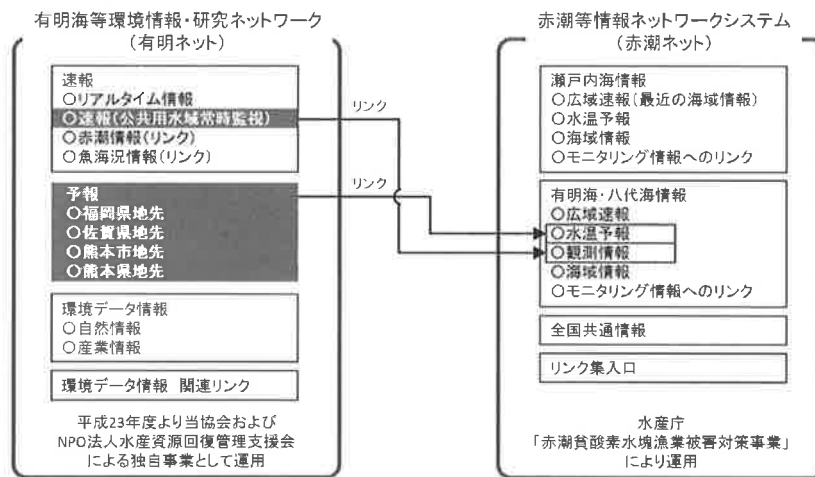 有明海等環境情報・研究ネットワーク
(有明ネット)
速報
○リアルタイム情報
○速報(公共用水域常時監視)
○赤潮情報(リンク)
○魚海況情報(リンク)
予報
○福岡県地先
○佐賀県地先
○熊本市地先
○熊本県地先
環境データ情報
○自然情報
○産業情報
環境データ情報 関連リンク
平成23年度より当協会および
NPO法人水産資源回復管理支援会
による独自事業として運用
リンク
リンク
赤潮等情報ネットワークシステム
(赤潮ネット)
瀬戸内海情報
○広域速報(最近の海域情報)
○水温予報
○海域情報
○モニタリング情報へのリンク
有明海・八代海情報
○広域速報
○水温予報
○観測情報
○海域情報
○モニタリング情報へのリンク
全国共通情報
リンク集入口
水産庁
「赤潮貧酸素水塊漁業被害対策事業」
により運用